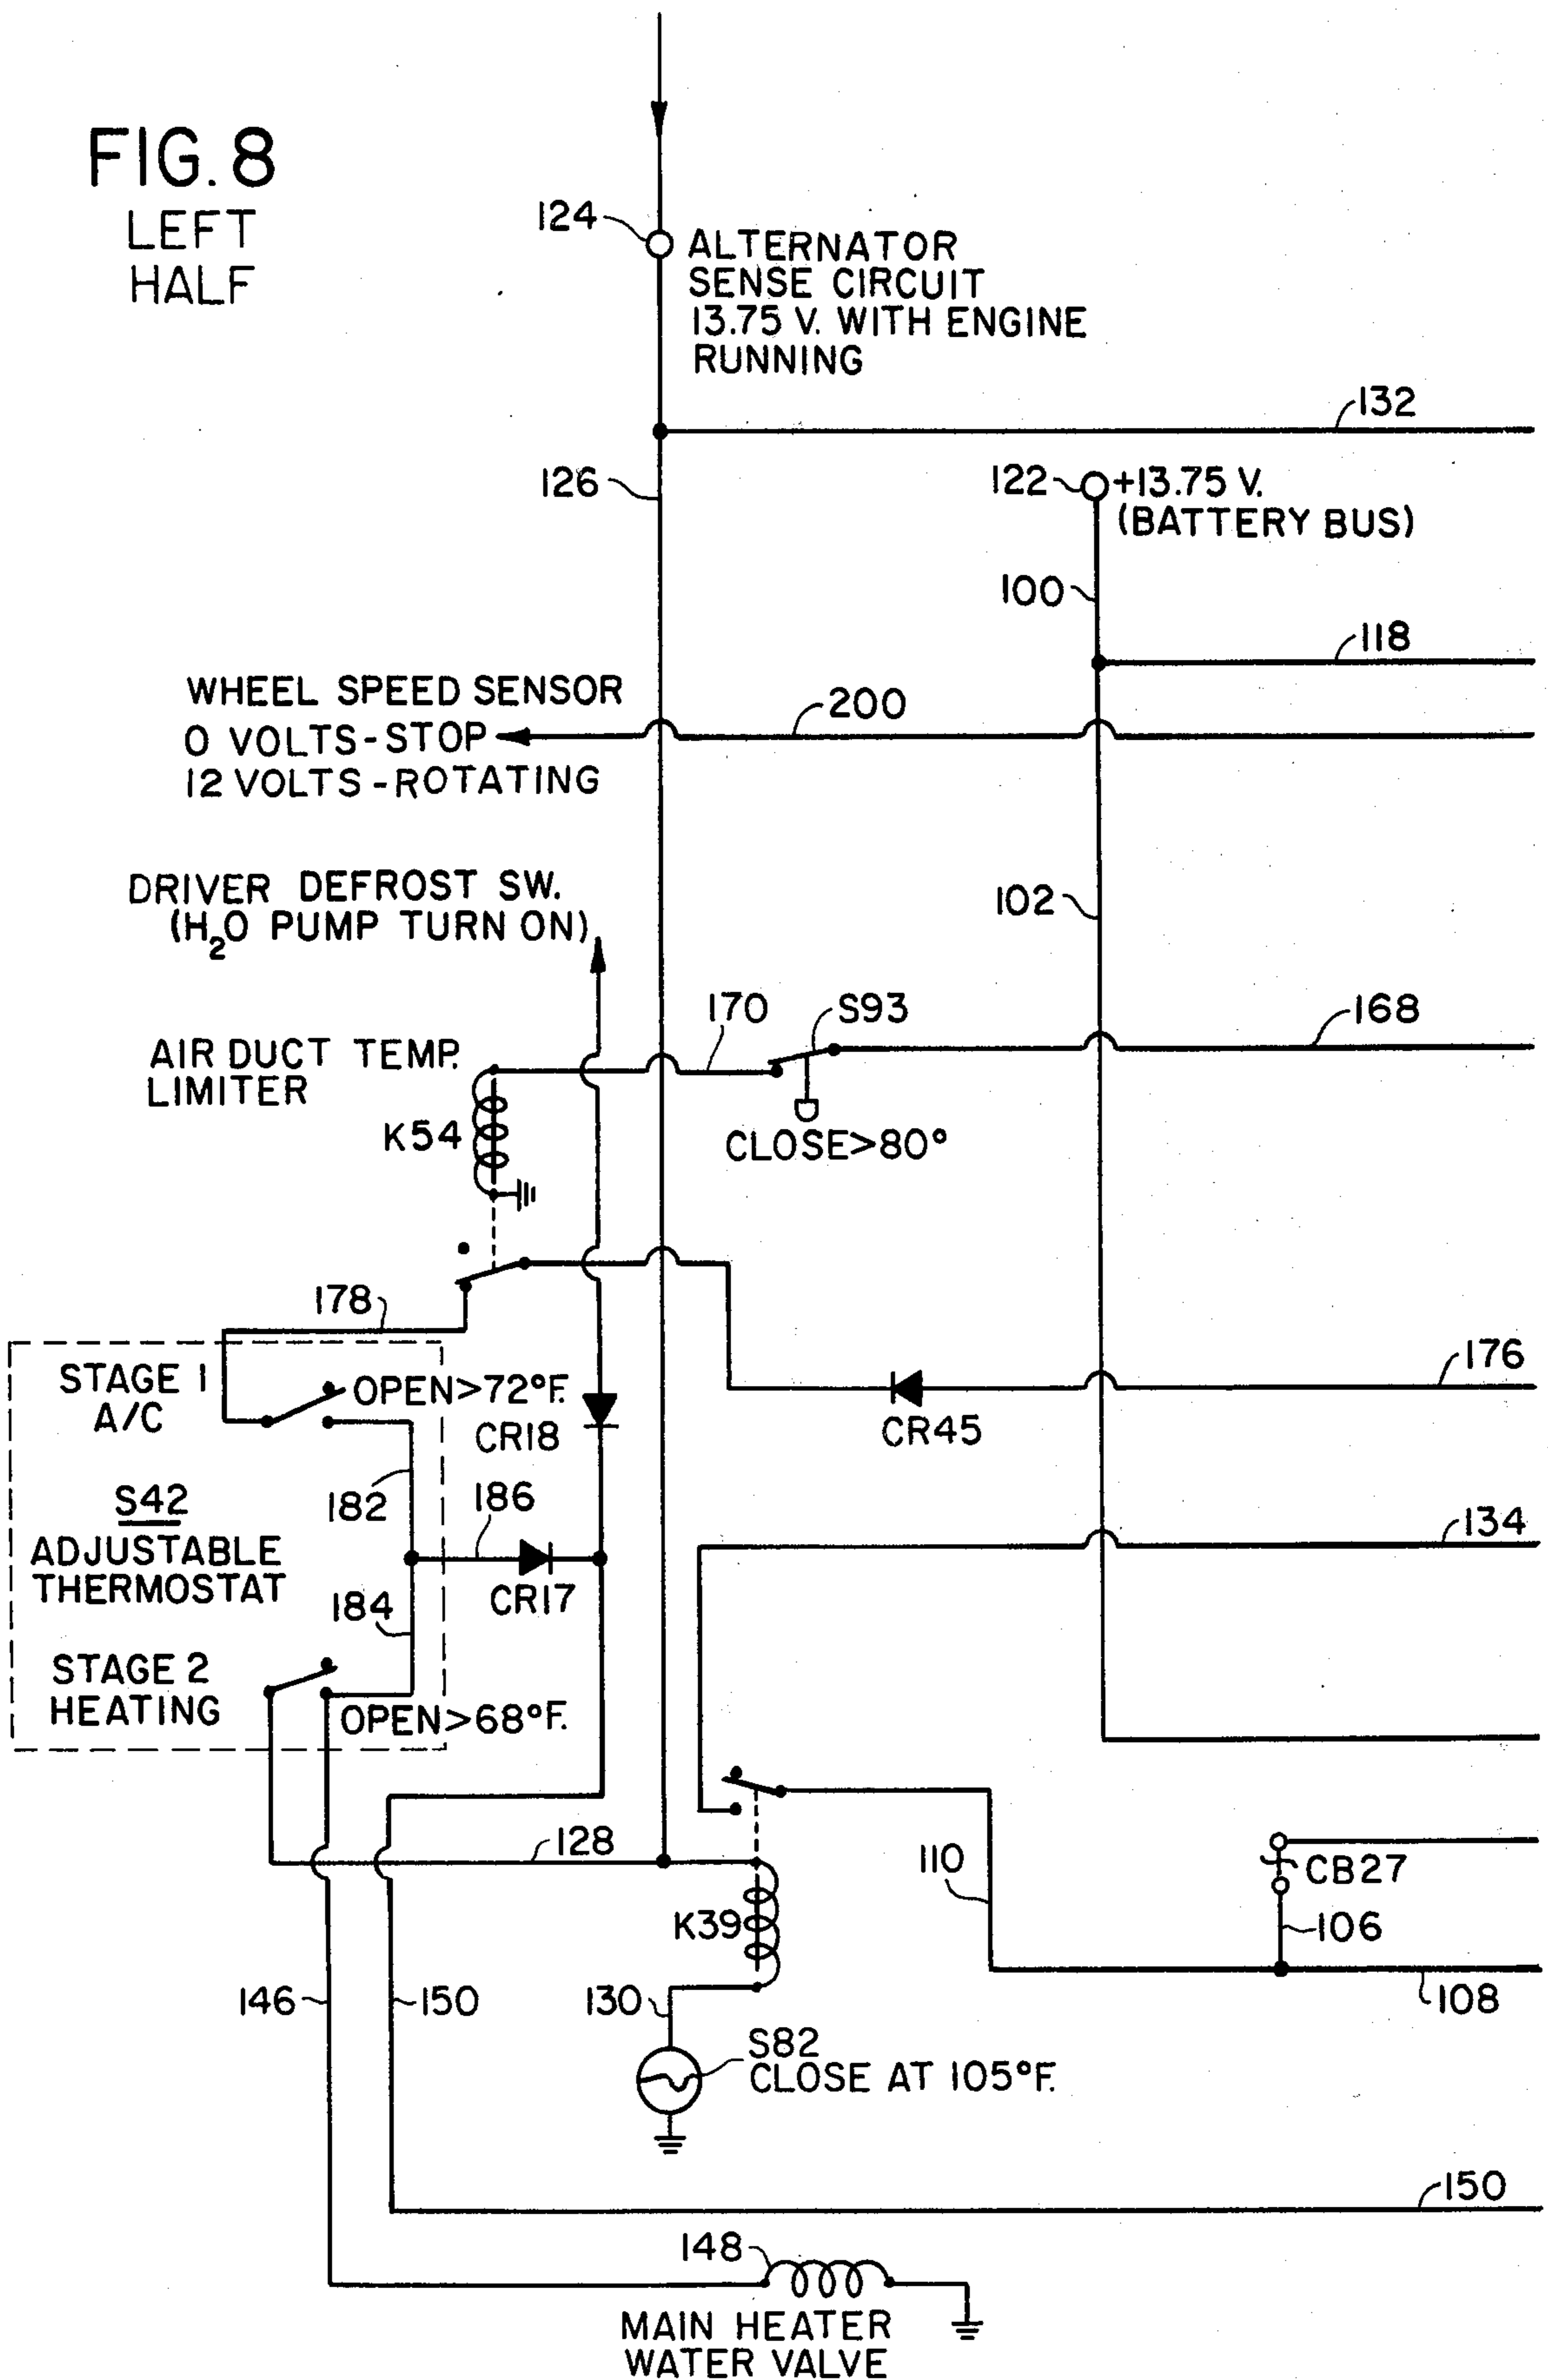 FIG. 8
LEFT
HALF
124
ALTERNATOR
SENSE CIRCUIT
13.75 V. WITH ENGINE
RUNNING
132
126
122
+13.75 V.
(BATTERY BUS)
100
118
WHEEL SPEED SENSOR
0 VOLTS-STOP
12 VOLTS-ROTATING
200
DRIVER DEFROST SW.
(H2O PUMP TURN ON)
102
170
S93
168
AIR DUCT TEMP.
LIMITER
K54
CLOSE>80°
178
176
STAGE 1
A/C
OPEN>72°F.
CR18
CR45
S42
ADJUSTABLE
THERMOSTAT
182
186
134
CR17
184
STAGE 2
HEATING
OPEN>68°F.
128
110
CB27
K39
106
146
150
130
108
S82
CLOSE AT 105°F.
150
148
MAIN HEATER
WATER VALVE